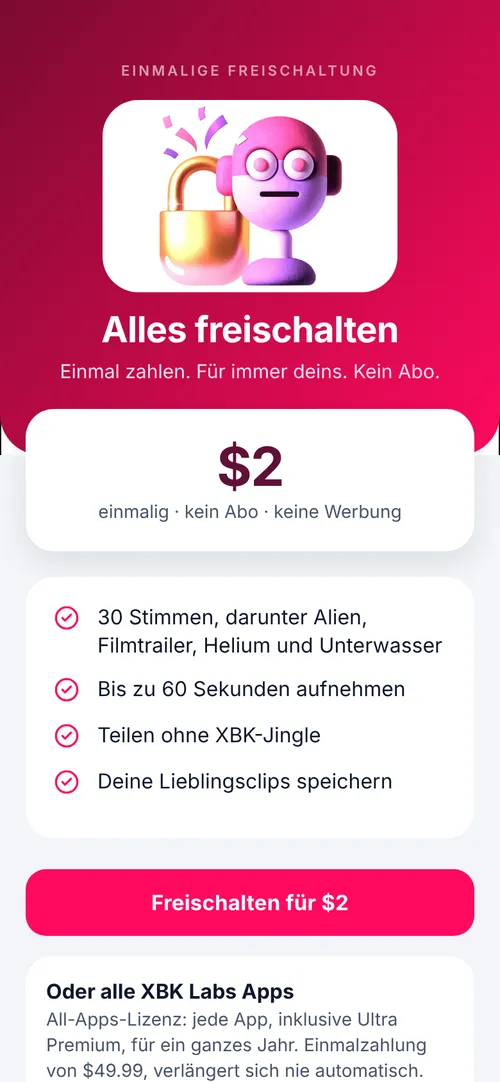 EINMALIGE FREISCHALTUNG
Alles freischalten
Einmal zahlen. Für immer deins. Kein Abo.
$2
einmalig · kein Abo · keine Werbung
30 Stimmen, darunter Alien,
Filmtrailer, Helium und Unterwasser
Bis zu 60 Sekunden aufnehmen
Teilen ohne XBK-Jingle
Deine Lieblingsclips speichern
Freischalten für $2
Oder alle XBK Labs Apps
All-Apps-Lizenz: jede App, inklusive Ultra
Premium, für ein ganzes Jahr. Einmalzahlung
von $49.99, verlängert sich nie automatisch.